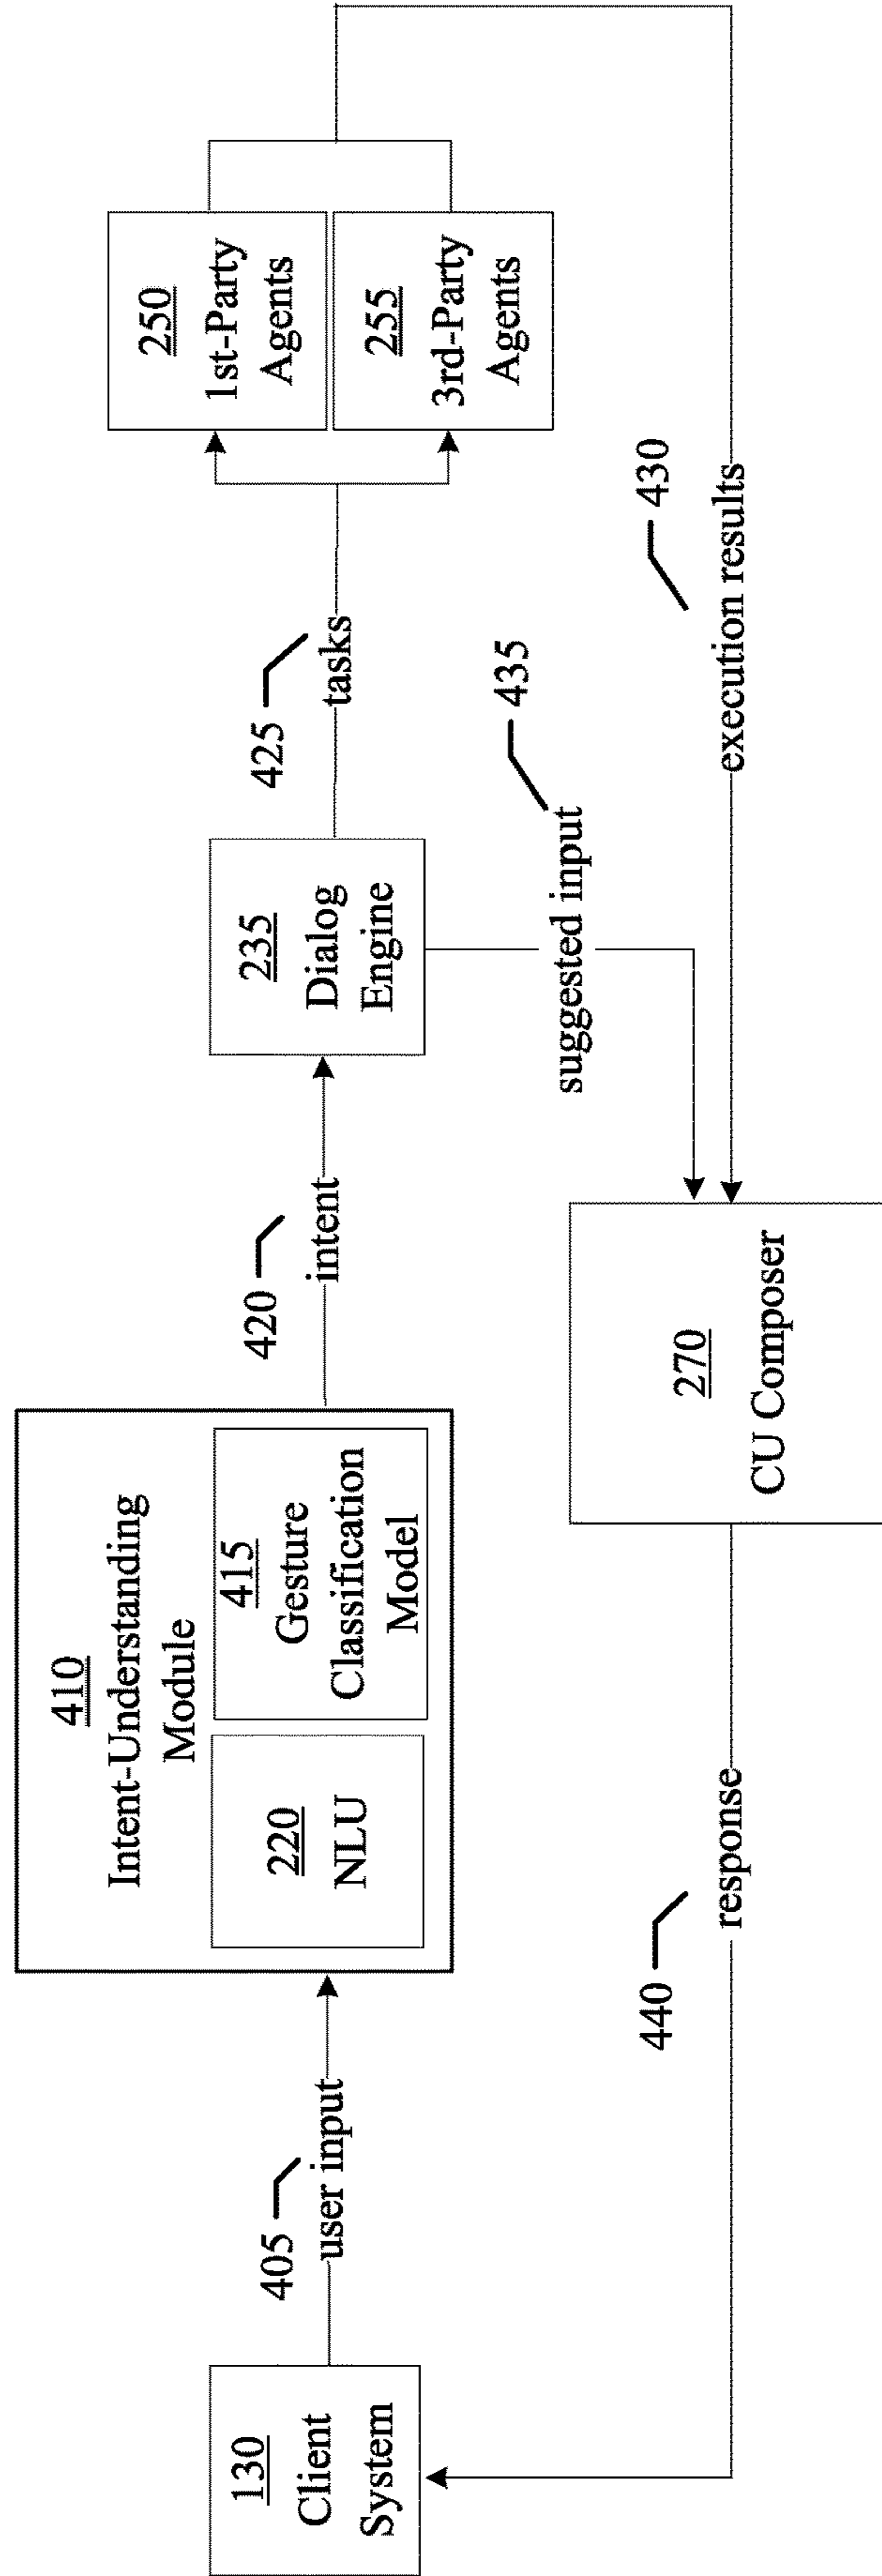 130
Client
System
405
user input
410
Intent-Understanding
Module
220
NLU
415
Gesture
Classification
Model
420
intent
235
Dialog
Engine
425
tasks
250
1st-Party
Agents
255
3rd-Party
Agents
435
suggested input
430
execution results
270
CU Composer
440
response